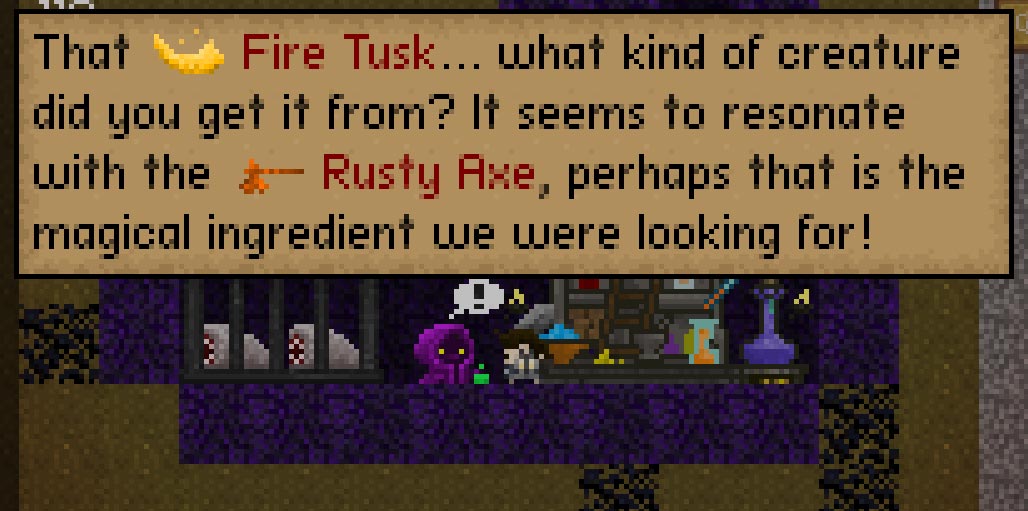 That Fire Tusk... what kind of creature
did you get it from? It seems to resonate
with the Rusty Axe, perhaps that is the
magical ingredient we were looking for!
!